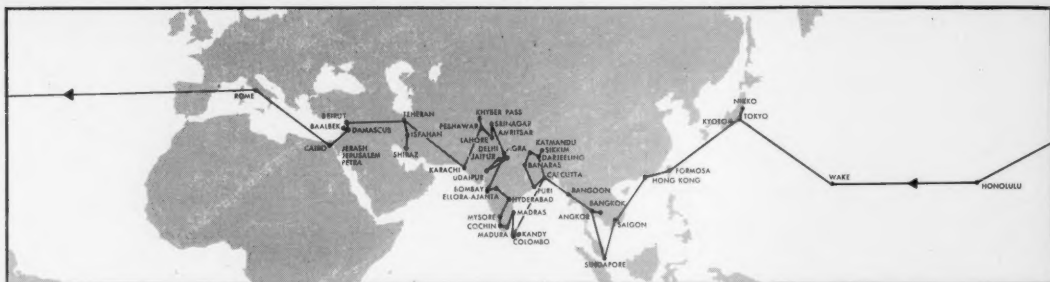 ROME
BEIRUT
BAALBEK
DAMASCUS
CAIRO
JERASH
JERUSALEM
PETRA
TEHERAN
ISFAHAN
SHIRAZ
KARACHI
KHYBER PASS
PESHAWAR
SRINAGAR
LAHORE
AMRITSAR
DELHI
JAIPUR
GRA
UDAIPUR
KATMANDU
SIKKIM
DARJEELING
BANARAS
CALCUTTA
PURI
BOMBAY
ELLORA-AJANTA
HYDERABAD
MYSORE
MADRAS
COCHIN
MADURA
KANDY
COLOMBO
RANGOON
BANGKOK
ANGKOR
SAIGON
SINGAPORE
HONG KONG
FORMOSA
NIKKO
KYOTO
TOKYO
WAKE
HONOLULU